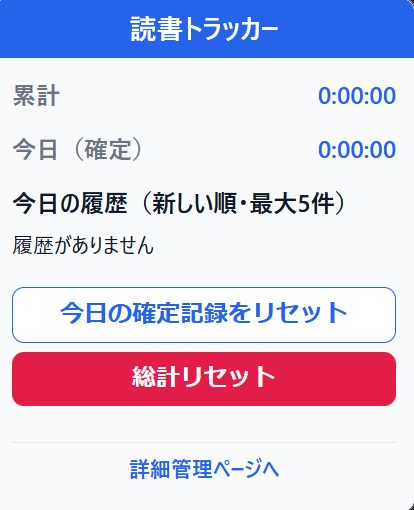 読書トラッカー
累計 0:00:00
今日（確定） 0:00:00
今日の履歴（新しい順・最大5件）
履歴がありません
今日の確定記録をリセット
総計リセット
詳細管理ページへ